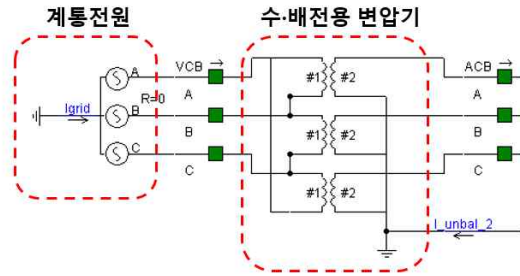 계통전원 수·배전용 변압기
A VCB ACB
#1 #2
Igrid R=0 A A
B
#1 #2
B B
C
C C
#1 #2
I_unbal_2